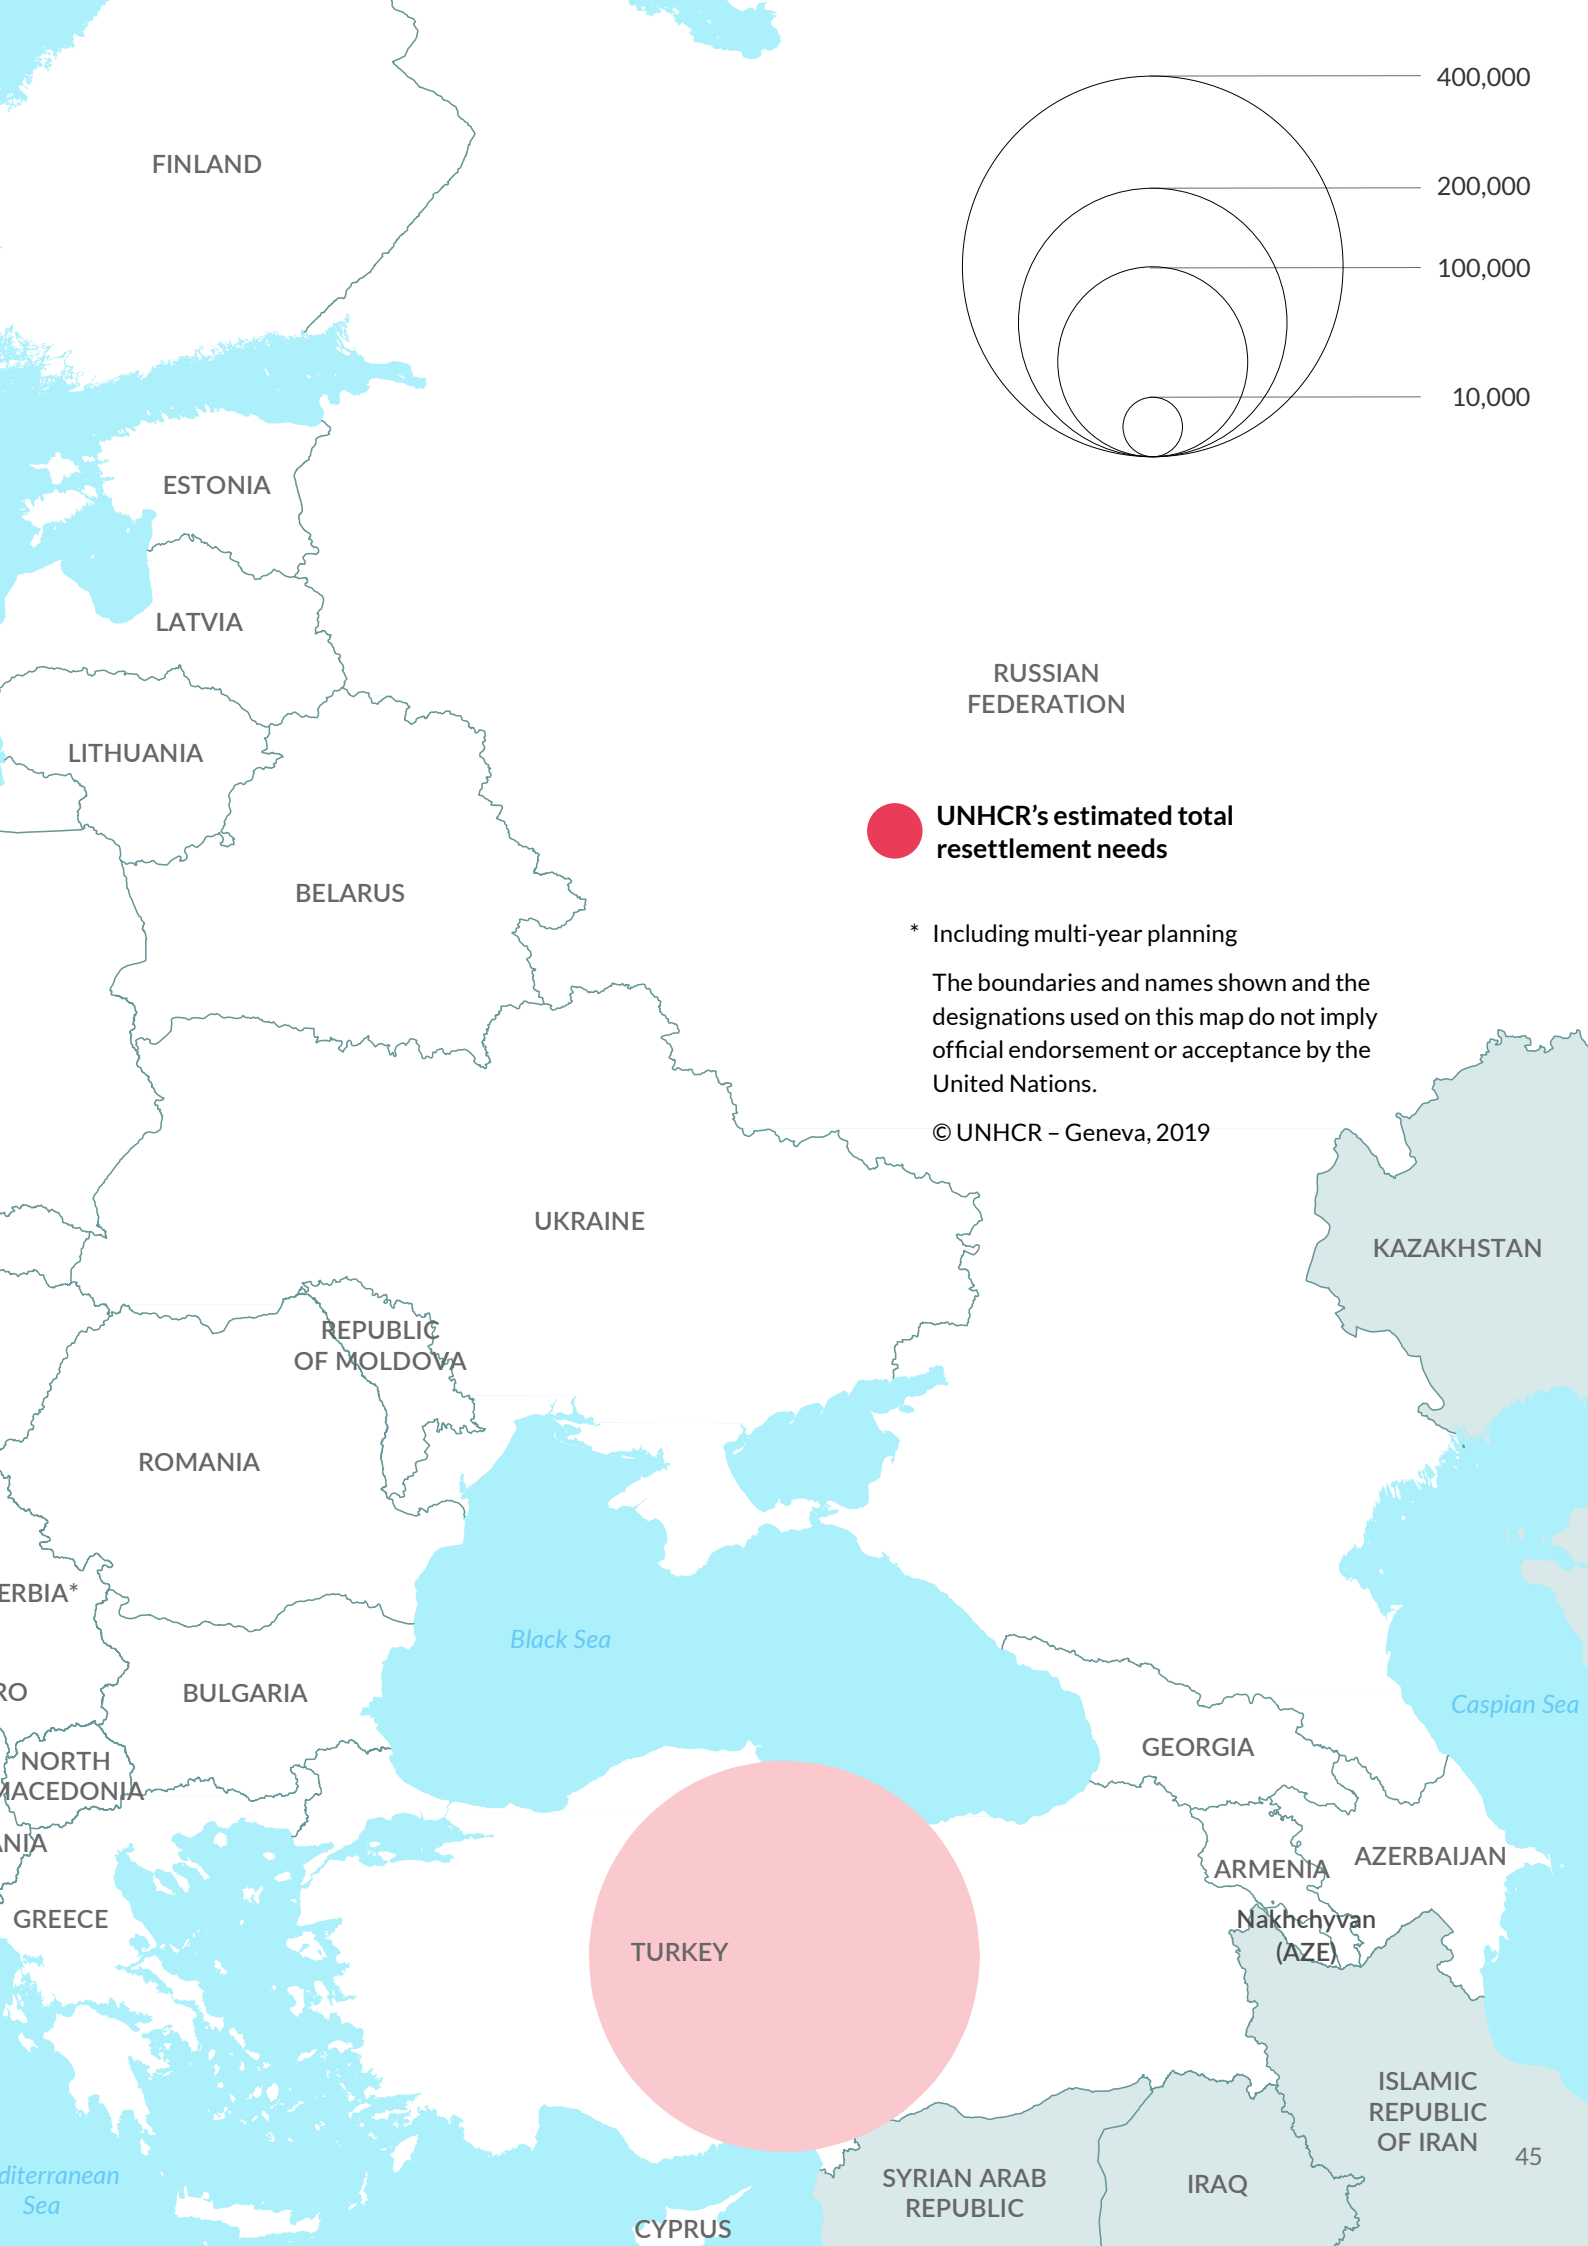 400,000
FINLAND
200,000
100,000
10,000
ESTONIA
LATVIA
RUSSIAN
FEDERATION
LITHUANIA
UNHCR’s estimated total
resettlement needs
BELARUS
* Including multi-year planning
The boundaries and names shown and the
designations used on this map do not imply
official endorsement or acceptance by the
United Nations.
© UNHCR – Geneva, 2019
UKRAINE
KAZAKHSTAN
REPUBLIC
OF MOLDOVA
ROMANIA
ERBIA*
Black Sea
RO
BULGARIA
Caspian Sea
GEORGIA
NORTH
MACEDONIA
ANIA
AZERBAIJAN
ARMENIA
GREECE
Nakhchyvan
(AZE)
TURKEY
ISLAMIC
REPUBLIC
OF IRAN
45
diterranean
Sea
SYRIAN ARAB
REPUBLIC
IRAQ
CYPRUS